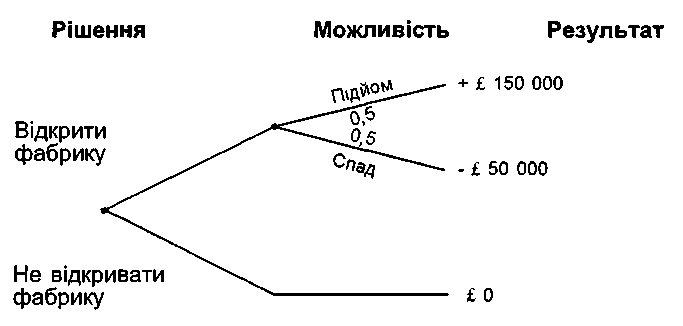 Рішення Можливість Результат
Підйом
+ £ 150 000
0,5
Відкрити
фабрику
0,5
Спад
- £ 50 000
Не відкривати
фабрику
£ 0